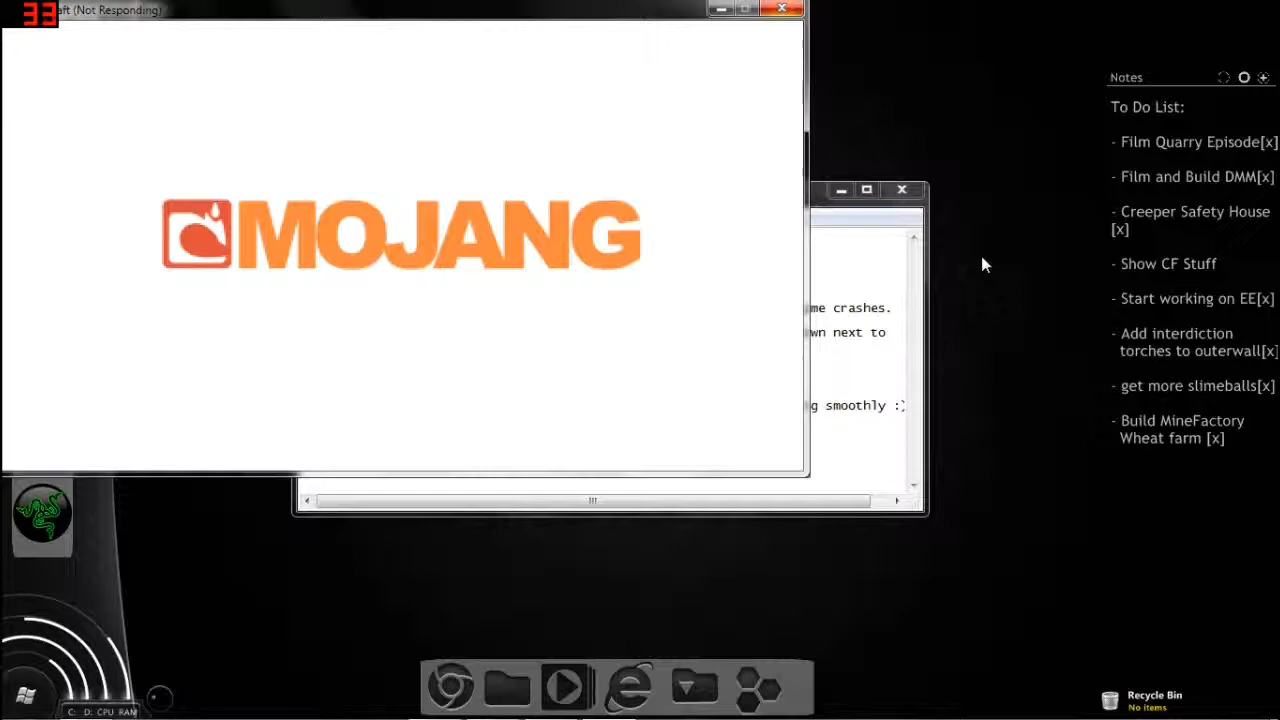 33
aft (Not Responding)
MOJANG
me crashes.
wn next to
g smoothly :)
Notes
To Do List:
- Film Quarry Episode[x]
- Film and Build DMM[x]
- Creeper Safety House
[x]
- Show CF Stuff
- Start working on EE[x]
- Add interdiction
torches to outerwall[x]
- get more slimeballs[x]
- Build MineFactory
Wheat farm [x]
C: D: CPU RAM
Recycle Bin
No items